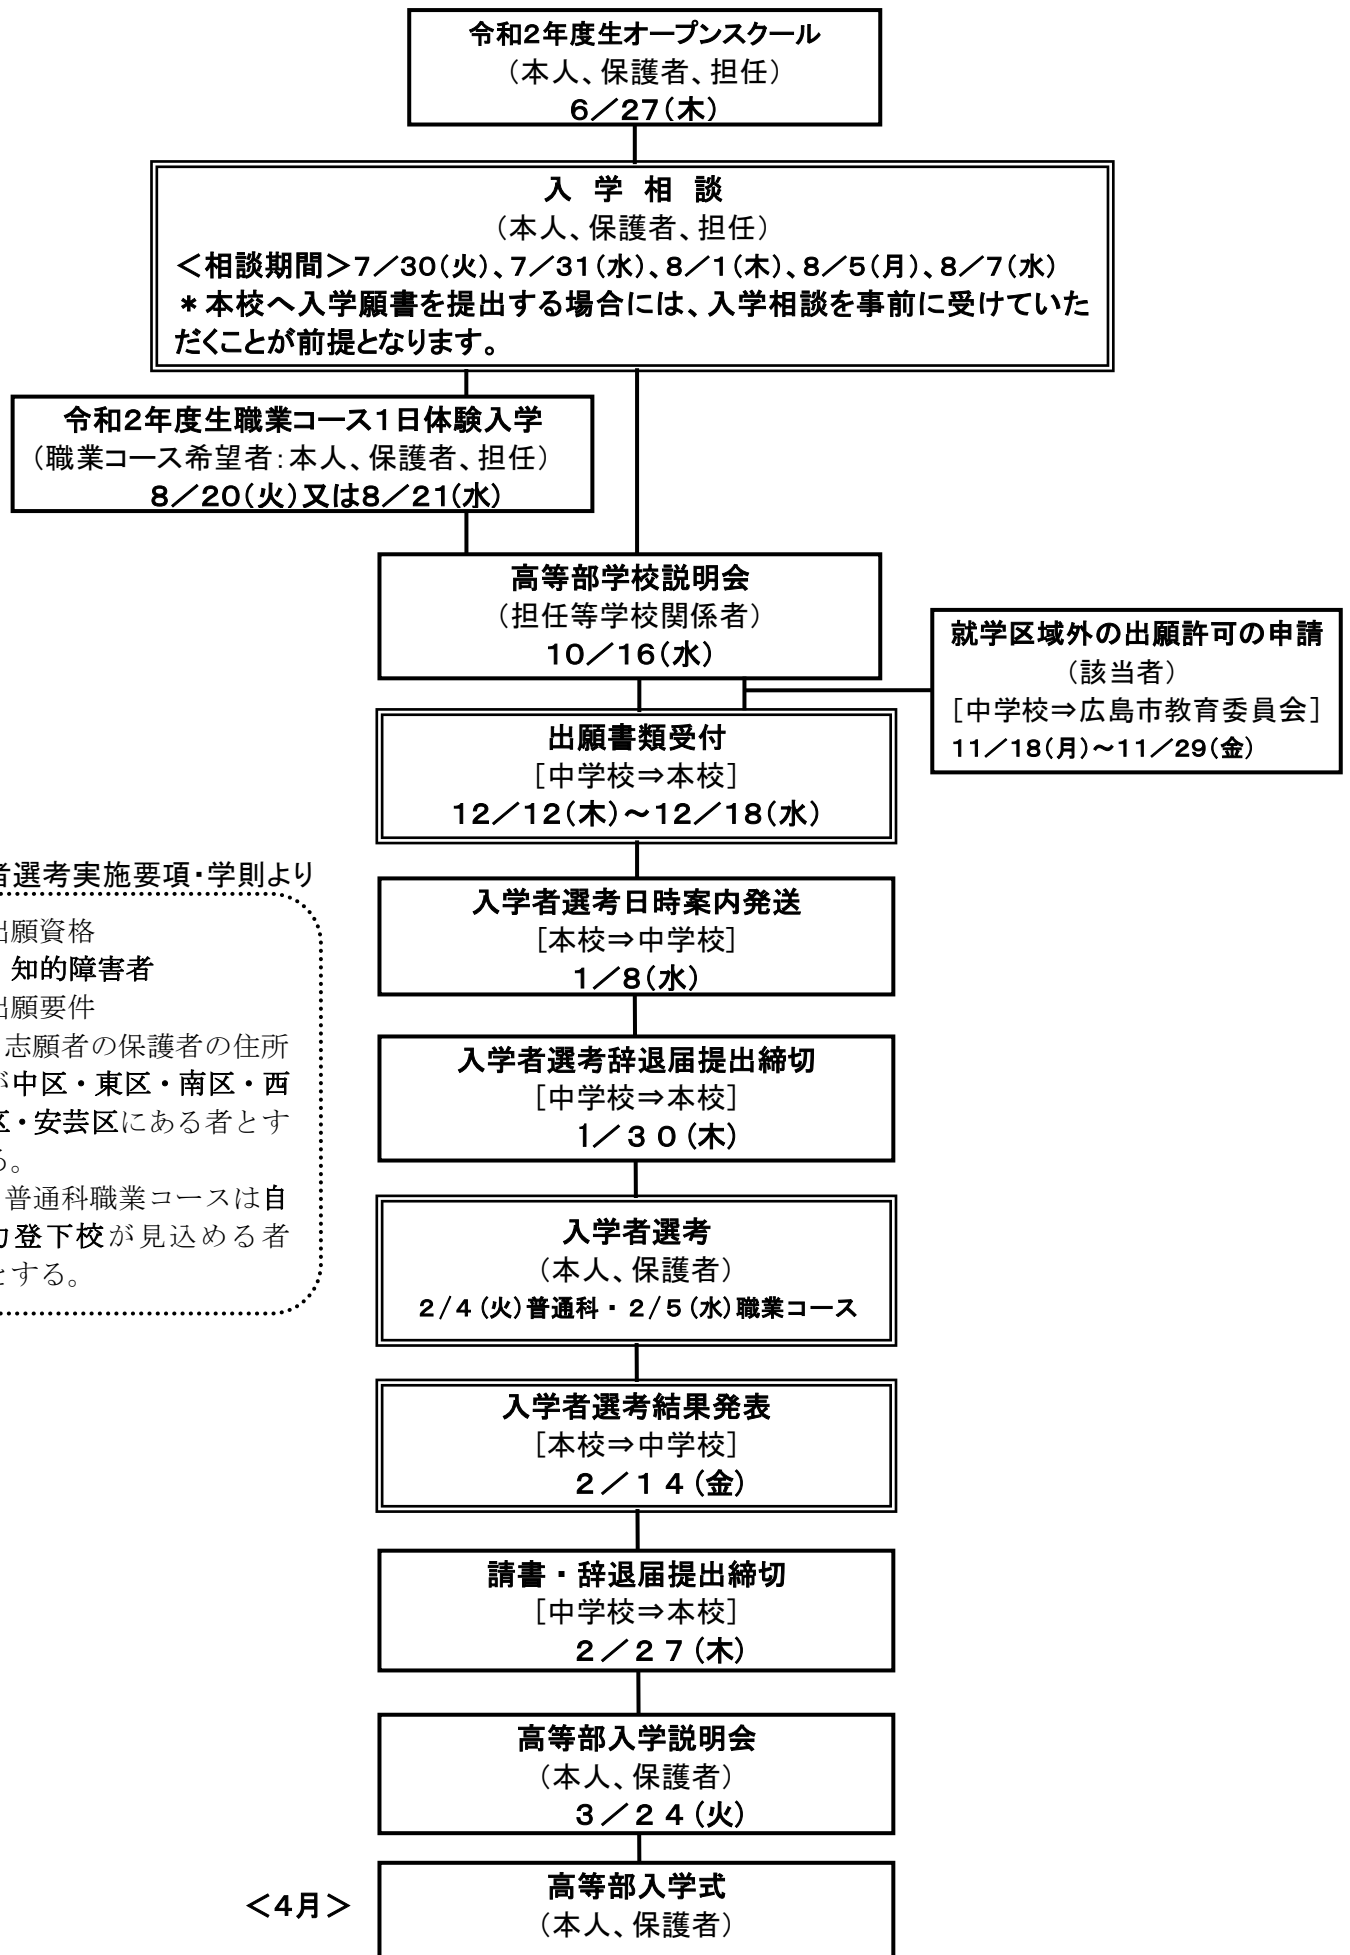 令和2年度生オープンスクール
（本人、保護者、担任）
6／27（木）
入 学 相 談
（本人、保護者、担任）
＜相談期間＞7／30（火）、7／31（水）、8／1（木）、8／5（月）、8／7（水）
＊本校へ入学願書を提出する場合には、入学相談を事前に受けていた
だくことが前提となります。
令和2年度生職業コース1日体験入学
（職業コース希望者：本人、保護者、担任）
8／20（火）又は8／21（水）
高等部学校説明会
（担任等学校関係者）
10／16（水）
就学区域外の出願許可の申請
（該当者）
［中学校⇒広島市教育委員会］
11／18（月）～11／29（金）
出願書類受付
［中学校⇒本校］
12／12（木）～12／18（水）
者選考実施要項・学則より
出願資格
知的障害者
出願要件
志願者の保護者の住所
が中区・東区・南区・西
区・安芸区にある者とす
る。
普通科職業コースは自
力登下校が見込める者
とする。
入学者選考日時案内発送
［本校⇒中学校］
1／8（水）
入学者選考辞退届提出締切
［中学校⇒本校］
1／30（木）
入学者選考
（本人、保護者）
2/4（火）普通科・2/5（水）職業コース
入学者選考結果発表
［本校⇒中学校］
2／14（金）
請書・辞退届提出締切
［中学校⇒本校］
2／27（木）
高等部入学説明会
（本人、保護者）
3／24（火）
＜4月＞
高等部入学式
（本人、保護者）